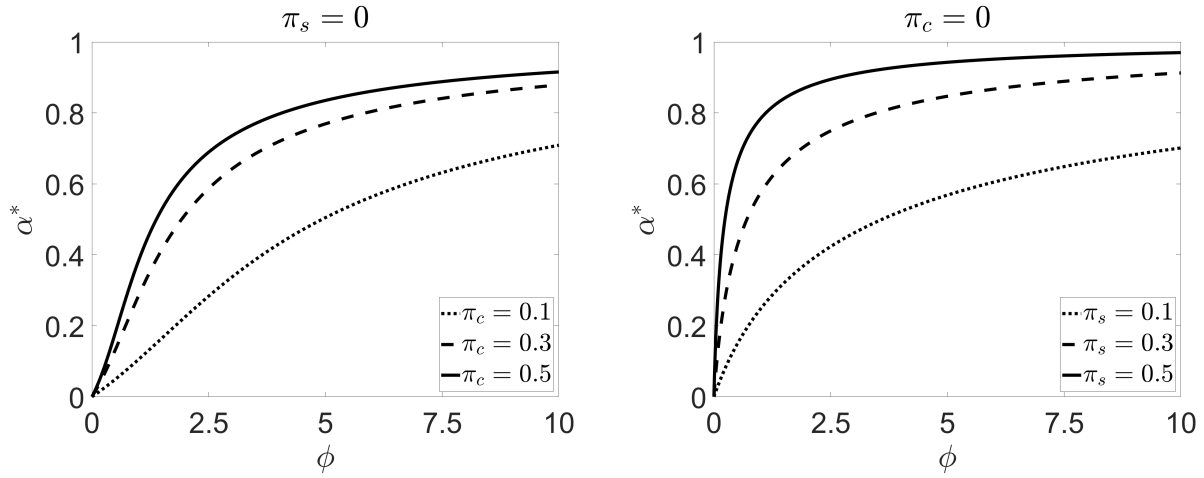 π_s = 0
1
0.8
0.6
0.4
0.2
0
α*
0
2.5
5
7.5
10
ϕ
π_c = 0.1
π_c = 0.3
π_c = 0.5
π_c = 0
1
0.8
0.6
0.4
0.2
0
α*
0
2.5
5
7.5
10
ϕ
π_s = 0.1
π_s = 0.3
π_s = 0.5